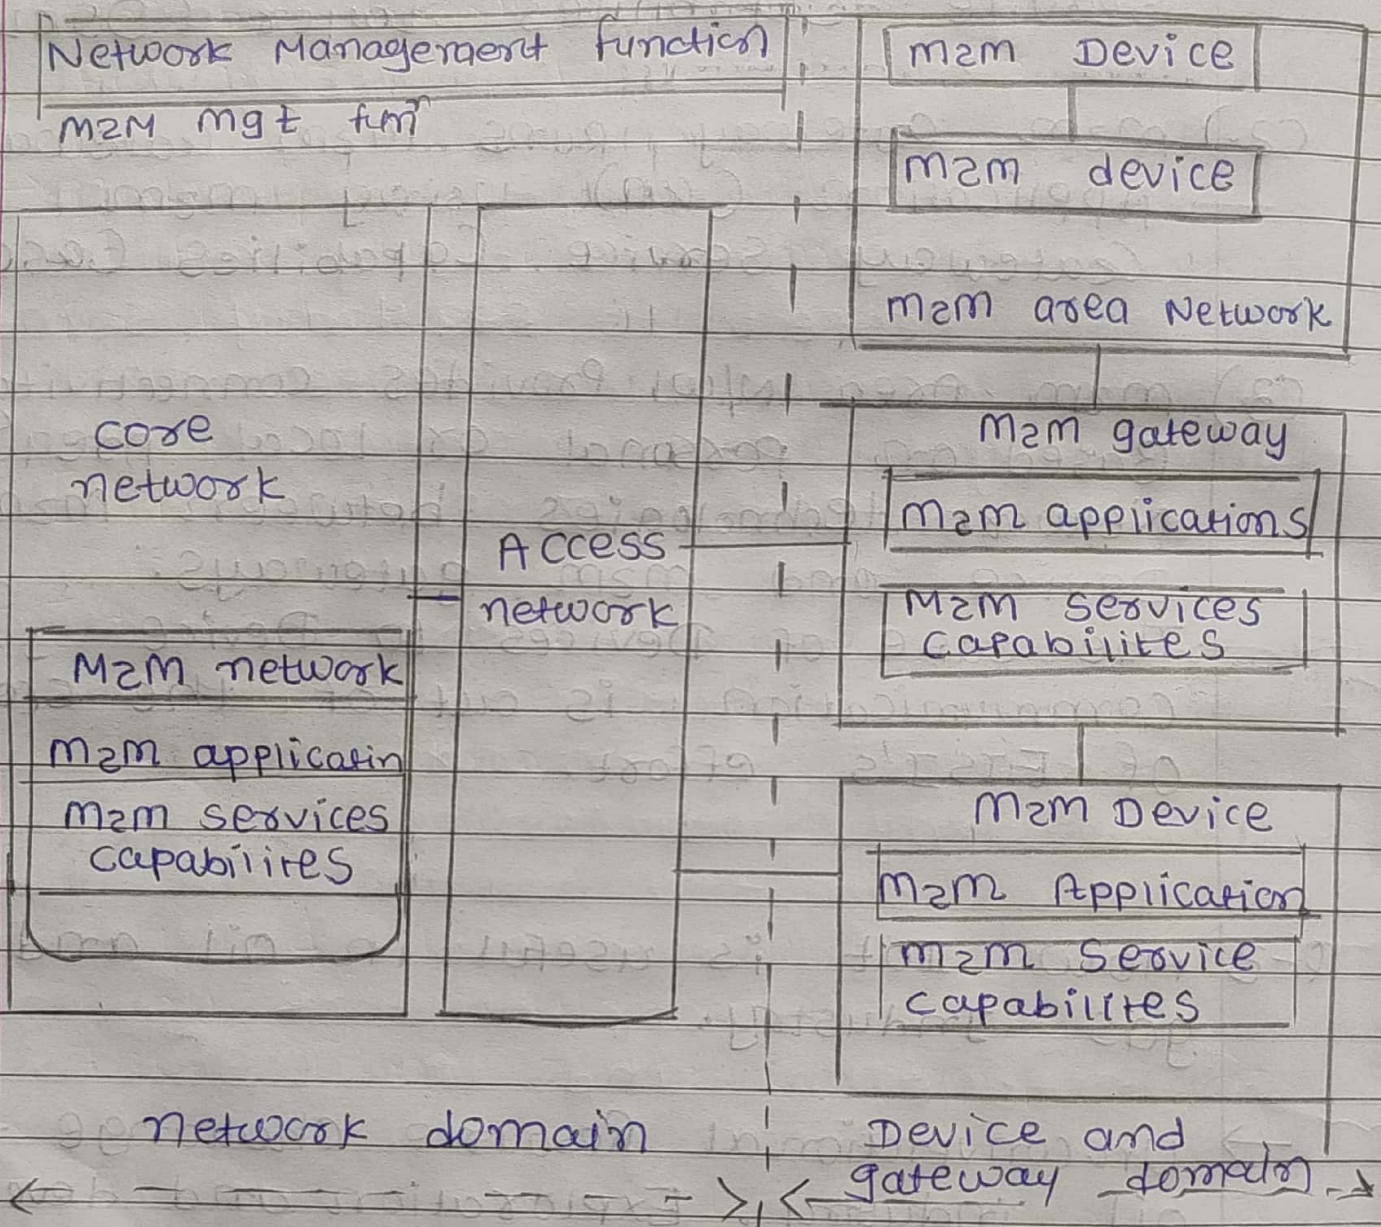 Network Management function
M2M mgt funⁿ
core
network
M2M network
m2m applicatin
m2m services
capabilites
Access
network
m2m Device
m2m device
m2m area Network
m2m gateway
m2m applications
M2m services
capabilites
M2m Device
m2m Application
m2m Service
capabilites
network domain
Device and
gateway domain